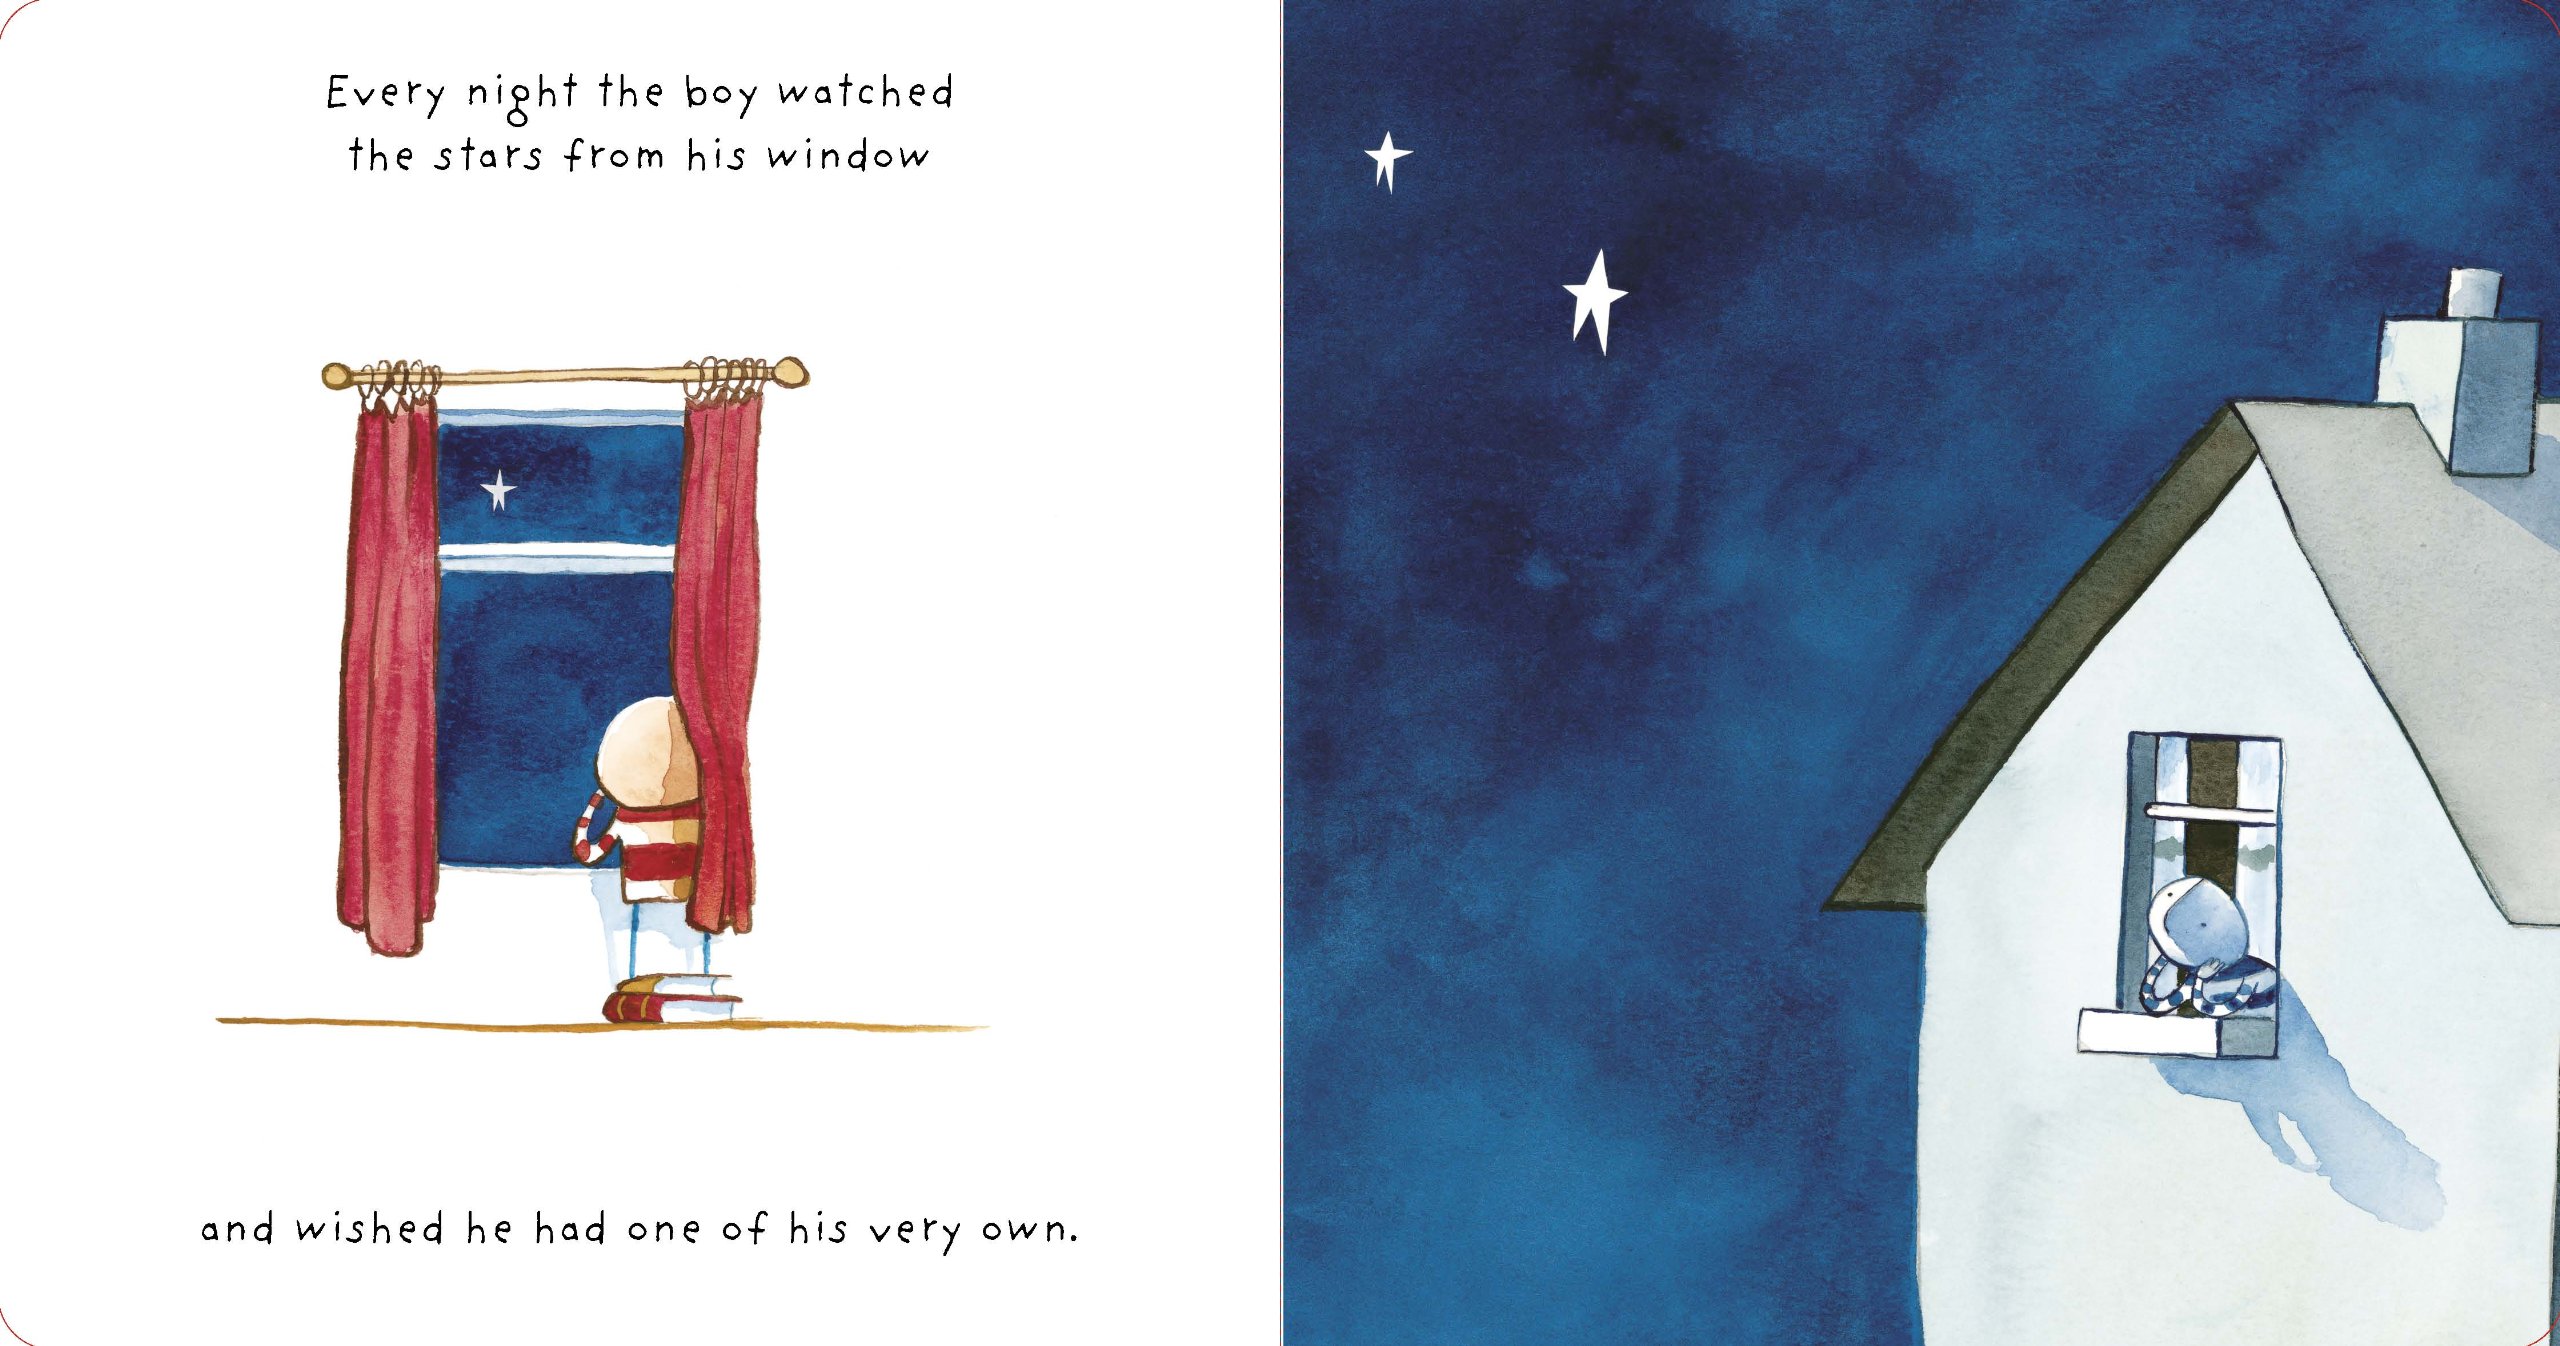 Every night the boy watched
the stars from his window
and wished he had one of his very own.